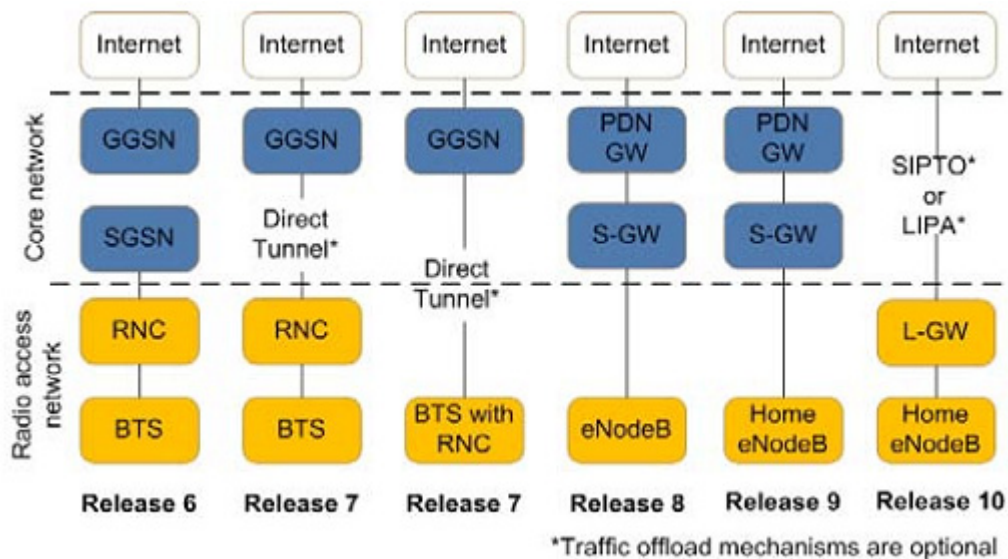 Internet
Internet
Internet
Internet
Internet
Internet
Core network
GGSN
GGSN
GGSN
PDN
GW
PDN
GW
SIPTO*
or
LIPA*
SGSN
Direct
Tunnel*
Direct
Tunnel*
S-GW
S-GW
Radio access
network
RNC
RNC
L-GW
BTS
BTS
BTS with
RNC
eNodeB
Home
eNodeB
Home
eNodeB
Release 6
Release 7
Release 7
Release 8
Release 9
Release 10
*Traffic offload mechanisms are optional